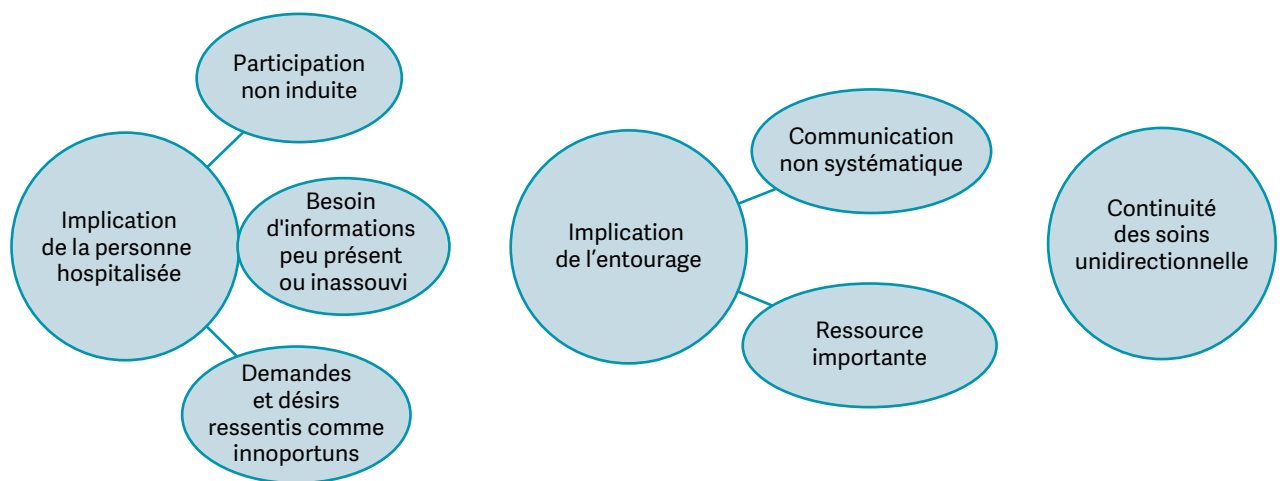 Participation
non induite
Implication
de la personne
hospitalisée
Besoin
d'informations
peu présent
ou inassouvi
Demandes
et désirs
ressentis comme
innoportuns
Implication
de l'entourage
Communication
non systématique
Ressource
importante
Continuité
des soins
unidirectionnelle